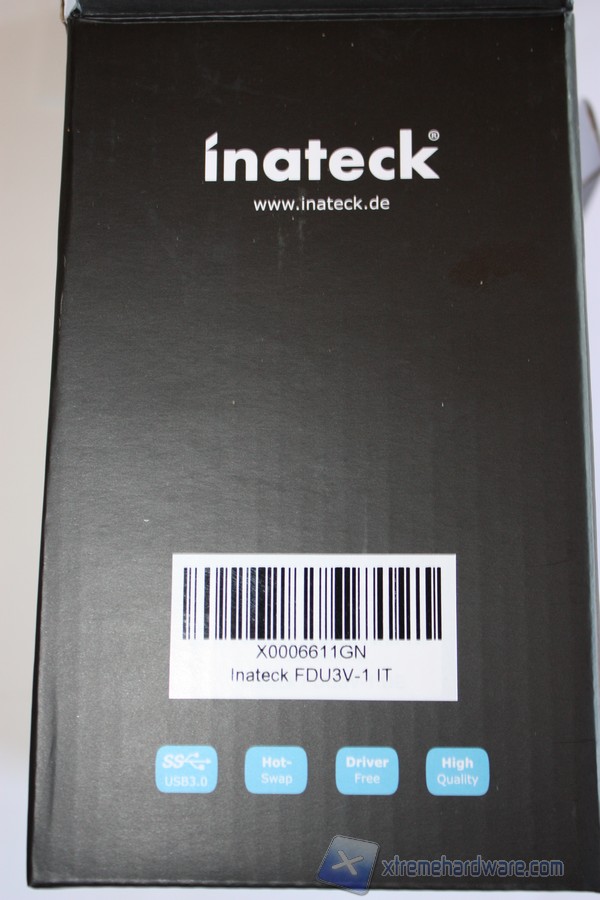 inateck®
www.inateck.de
X0006611GN
Inateck FDU3V-1 IT
SS
USB3.0
Hot-
Swap
Driver
Free
High
Quality
xtremehardware.com